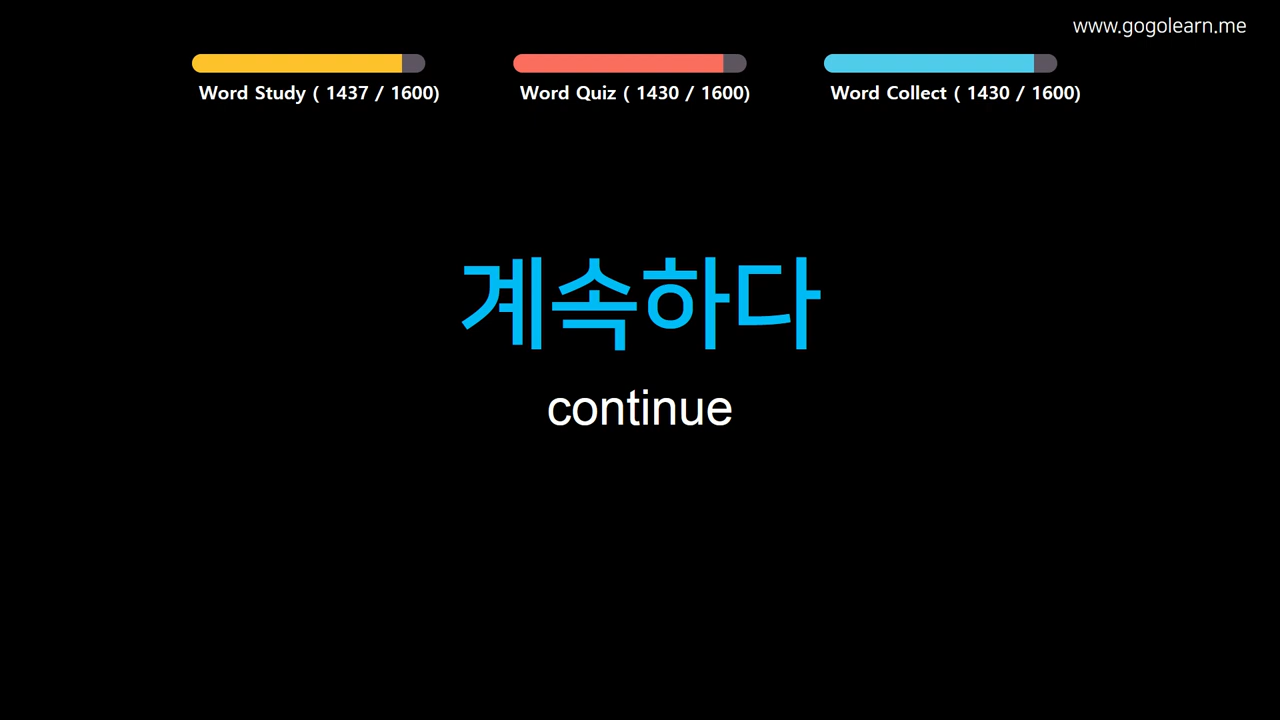 www.gogolearn.me
Word Study ( 1437 / 1600)
Word Quiz ( 1430 / 1600)
Word Collect ( 1430 / 1600)
계속하다
continue